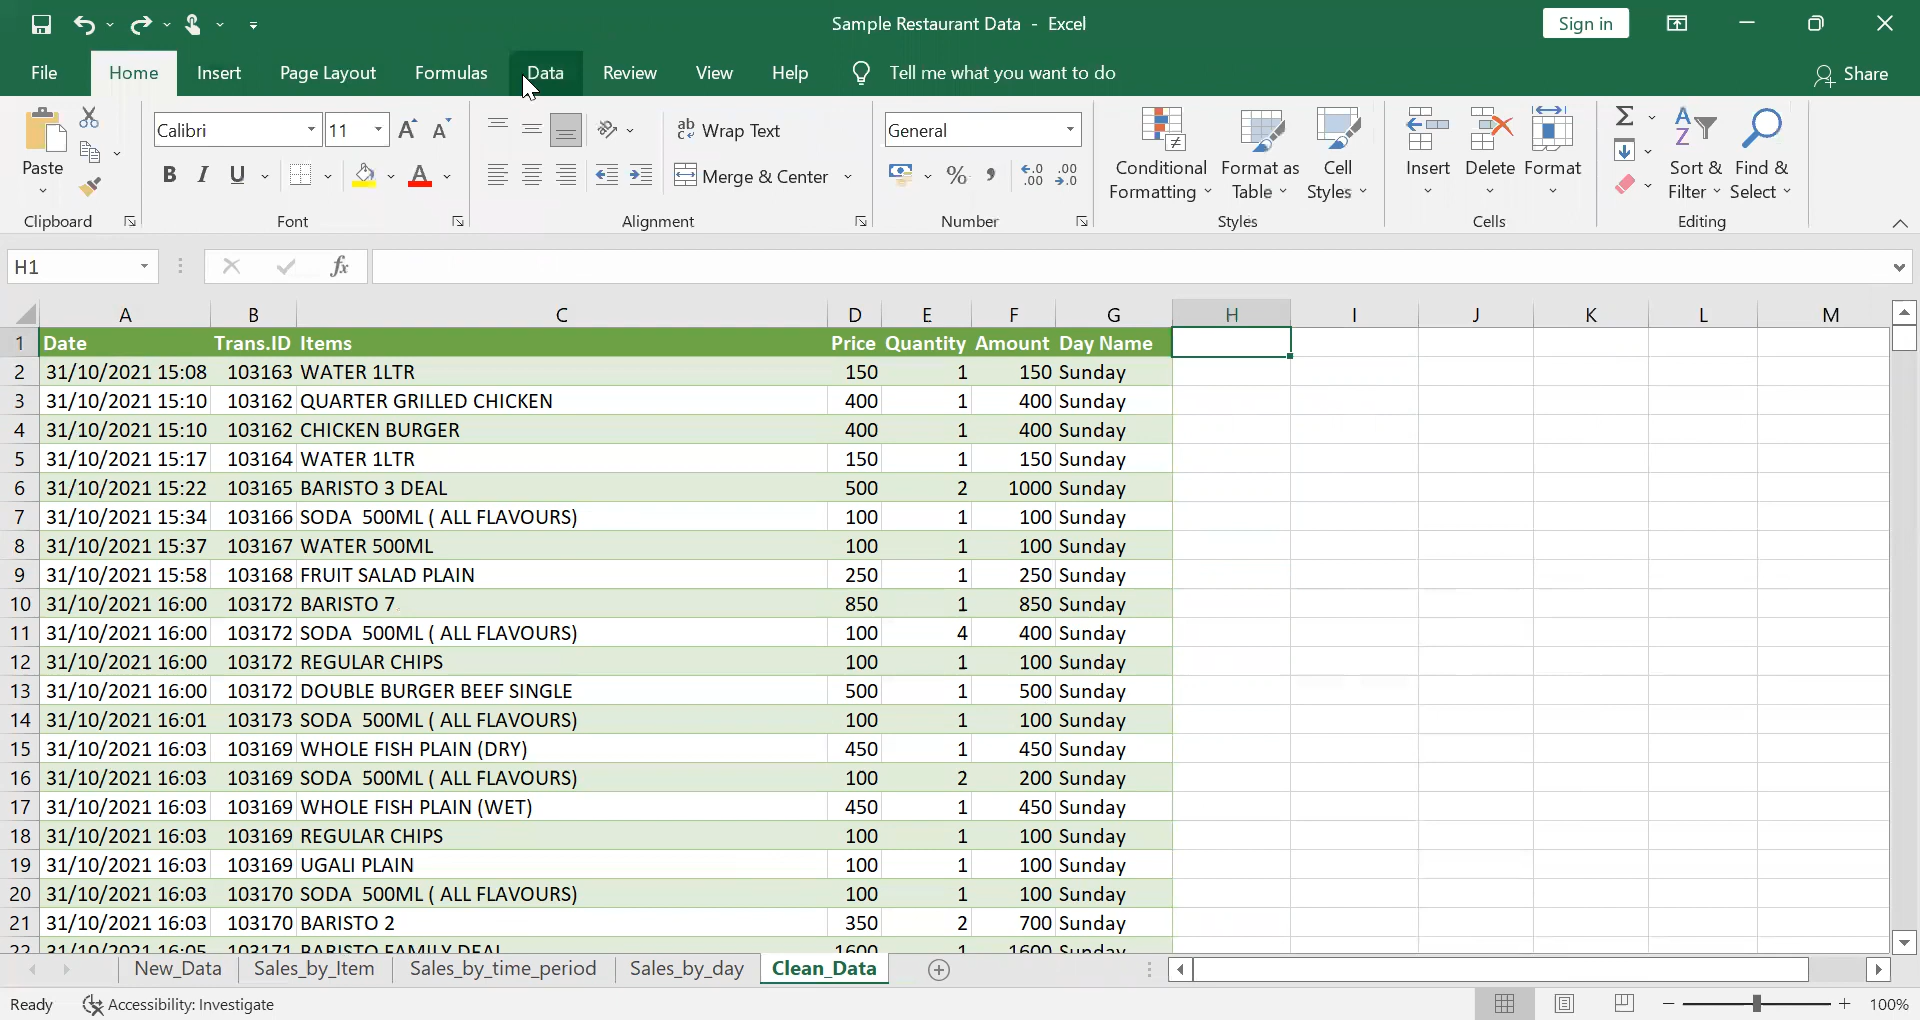 Sample Restaurant Data - Excel
Sign in
File Home Insert Page Layout Formulas Data Review View Help Tell me what you want to do Share
Paste
Clipboard
Calibri 11
B I U A
Font
ab Wrap Text
Merge & Center
Alignment
General
% , .00 .00
Number
Conditional Formatting
Format as Table
Cell Styles
Styles
Insert Delete Format
Cells
Sort & Filter
Find & Select
Editing
H1 fx
A B C D E F G H I J K L M
1 Date Trans.ID Items Price Quantity Amount Day Name
2 31/10/2021 15:08 103163 WATER 1LTR 150 1 150 Sunday
3 31/10/2021 15:10 103162 QUARTER GRILLED CHICKEN 400 1 400 Sunday
4 31/10/2021 15:10 103162 CHICKEN BURGER 400 1 400 Sunday
5 31/10/2021 15:17 103164 WATER 1LTR 150 1 150 Sunday
6 31/10/2021 15:22 103165 BARISTO 3 DEAL 500 2 1000 Sunday
7 31/10/2021 15:34 103166 SODA 500ML ( ALL FLAVOURS) 100 1 100 Sunday
8 31/10/2021 15:37 103167 WATER 500ML 100 1 100 Sunday
9 31/10/2021 15:58 103168 FRUIT SALAD PLAIN 250 1 250 Sunday
10 31/10/2021 16:00 103172 BARISTO 7 850 1 850 Sunday
11 31/10/2021 16:00 103172 SODA 500ML ( ALL FLAVOURS) 100 4 400 Sunday
12 31/10/2021 16:00 103172 REGULAR CHIPS 100 1 100 Sunday
13 31/10/2021 16:00 103172 DOUBLE BURGER BEEF SINGLE 500 1 500 Sunday
14 31/10/2021 16:01 103173 SODA 500ML ( ALL FLAVOURS) 100 1 100 Sunday
15 31/10/2021 16:03 103169 WHOLE FISH PLAIN (DRY) 450 1 450 Sunday
16 31/10/2021 16:03 103169 SODA 500ML ( ALL FLAVOURS) 100 2 200 Sunday
17 31/10/2021 16:03 103169 WHOLE FISH PLAIN (WET) 450 1 450 Sunday
18 31/10/2021 16:03 103169 REGULAR CHIPS 100 1 100 Sunday
19 31/10/2021 16:03 103169 UGALI PLAIN 100 1 100 Sunday
20 31/10/2021 16:03 103170 SODA 500ML ( ALL FLAVOURS) 100 1 100 Sunday
21 31/10/2021 16:03 103170 BARISTO 2 350 2 700 Sunday
22 31/10/2021 16:05 103171 BARISTO FAMILY DEAL 1600 1 1600 Sunday
New_Data Sales_by_Item Sales_by_time_period Sales_by_day Clean_Data
Ready Accessibility: Investigate 100%